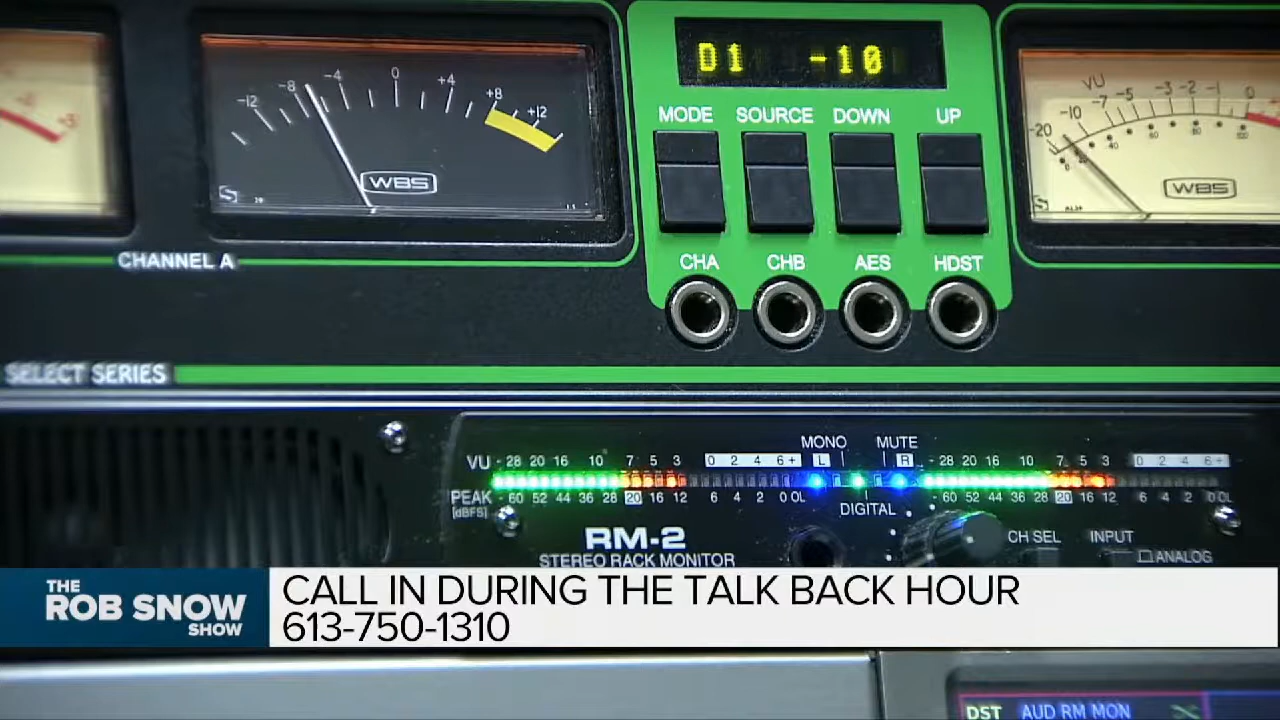 D1 -10
MODE SOURCE DOWN UP
-12 -8 -4 0 +4 +8 +12
WBS
VU
-20 -10 -7 -5 -3 -2 -1 0
WBS
CHANNEL A
CHA CHB AES HDST
SELECT SERIES
MONO MUTE
VU - 28 20 16 10 7 5 3 0 2 4 6+ L R - 28 20 16 10 7 5 3 0 2 4 6+
PEAK - 60 52 44 36 28 20 16 12 6 4 2 0 OL - 60 52 44 36 28 20 16 12 6 4 2 0 OL
[dBFS]
DIGITAL
RM-2
STEREO RACK MONITOR
CH SEL INPUT
ANALOG
THE
ROB SNOW
SHOW
CALL IN DURING THE TALK BACK HOUR
613-750-1310
DST AUD RM MON